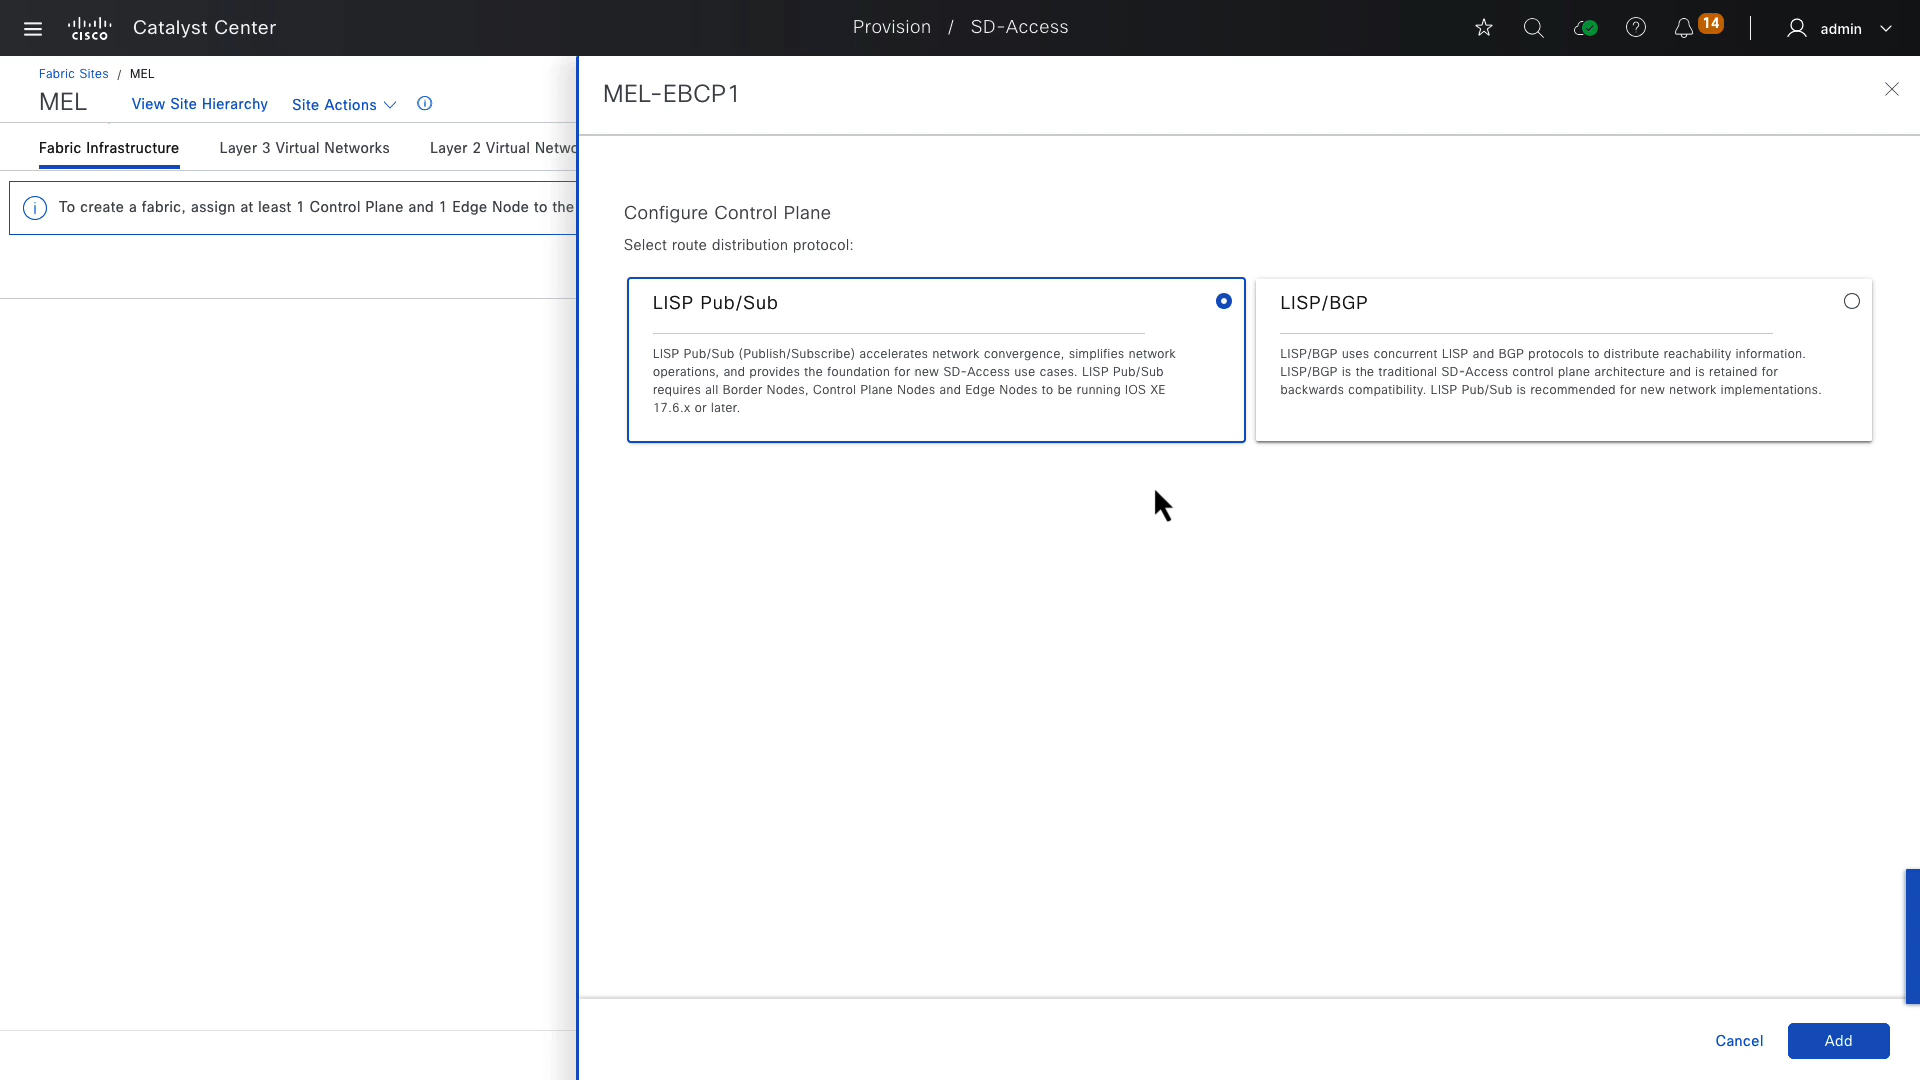 cisco
Catalyst Center
Provision / SD-Access
14
admin
Fabric Sites / MEL
MEL
View Site Hierarchy
Site Actions
Fabric Infrastructure
Layer 3 Virtual Networks
Layer 2 Virtual Netwo
To create a fabric, assign at least 1 Control Plane and 1 Edge Node to the
MEL-EBCP1
Configure Control Plane
Select route distribution protocol:
LISP Pub/Sub
LISP Pub/Sub (Publish/Subscribe) accelerates network convergence, simplifies network
operations, and provides the foundation for new SD-Access use cases. LISP Pub/Sub
requires all Border Nodes, Control Plane Nodes and Edge Nodes to be running IOS XE
17.6.x or later.
LISP/BGP
LISP/BGP uses concurrent LISP and BGP protocols to distribute reachability information.
LISP/BGP is the traditional SD-Access control plane architecture and is retained for
backwards compatibility. LISP Pub/Sub is recommended for new network implementations.
Cancel
Add